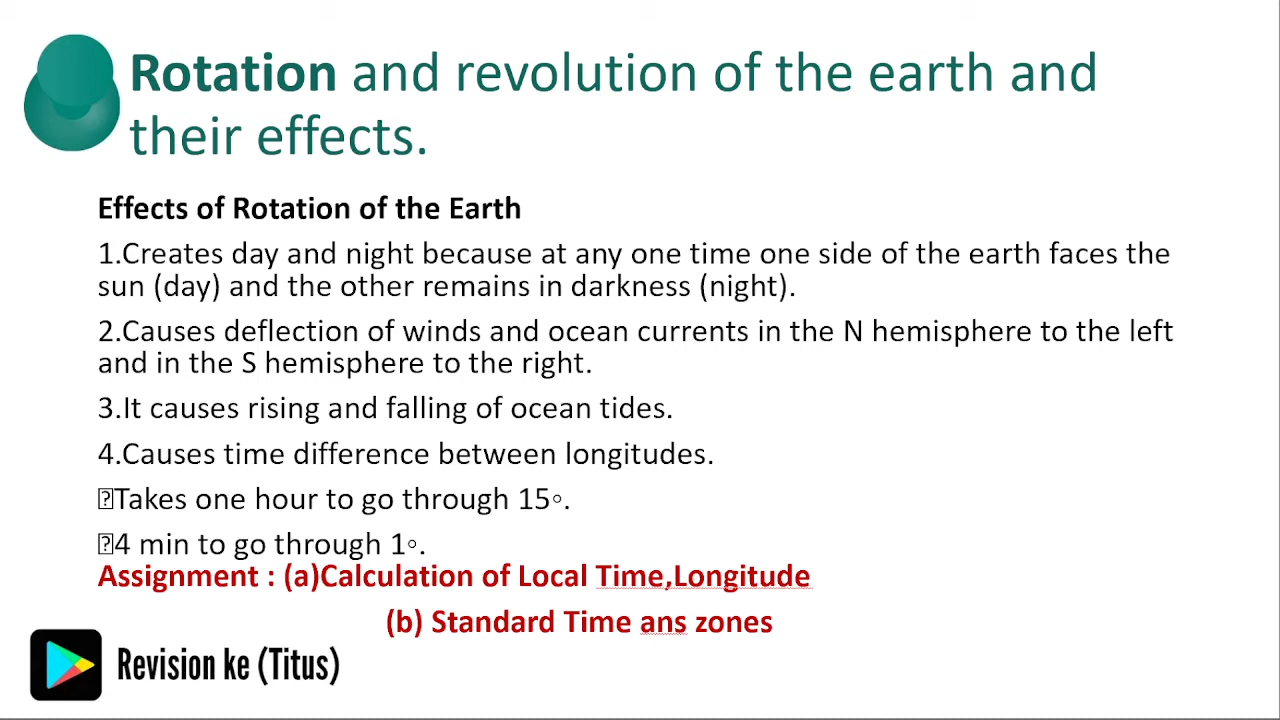 Rotation and revolution of the earth and
their effects.
Effects of Rotation of the Earth
1.Creates day and night because at any one time one side of the earth faces the
sun (day) and the other remains in darkness (night).
2.Causes deflection of winds and ocean currents in the N hemisphere to the left
and in the S hemisphere to the right.
3.It causes rising and falling of ocean tides.
4.Causes time difference between longitudes.
⍰Takes one hour to go through 15◦.
⍰4 min to go through 1◦.
Assignment : (a)Calculation of Local Time,Longitude
(b) Standard Time ans zones
Revision ke (Titus)